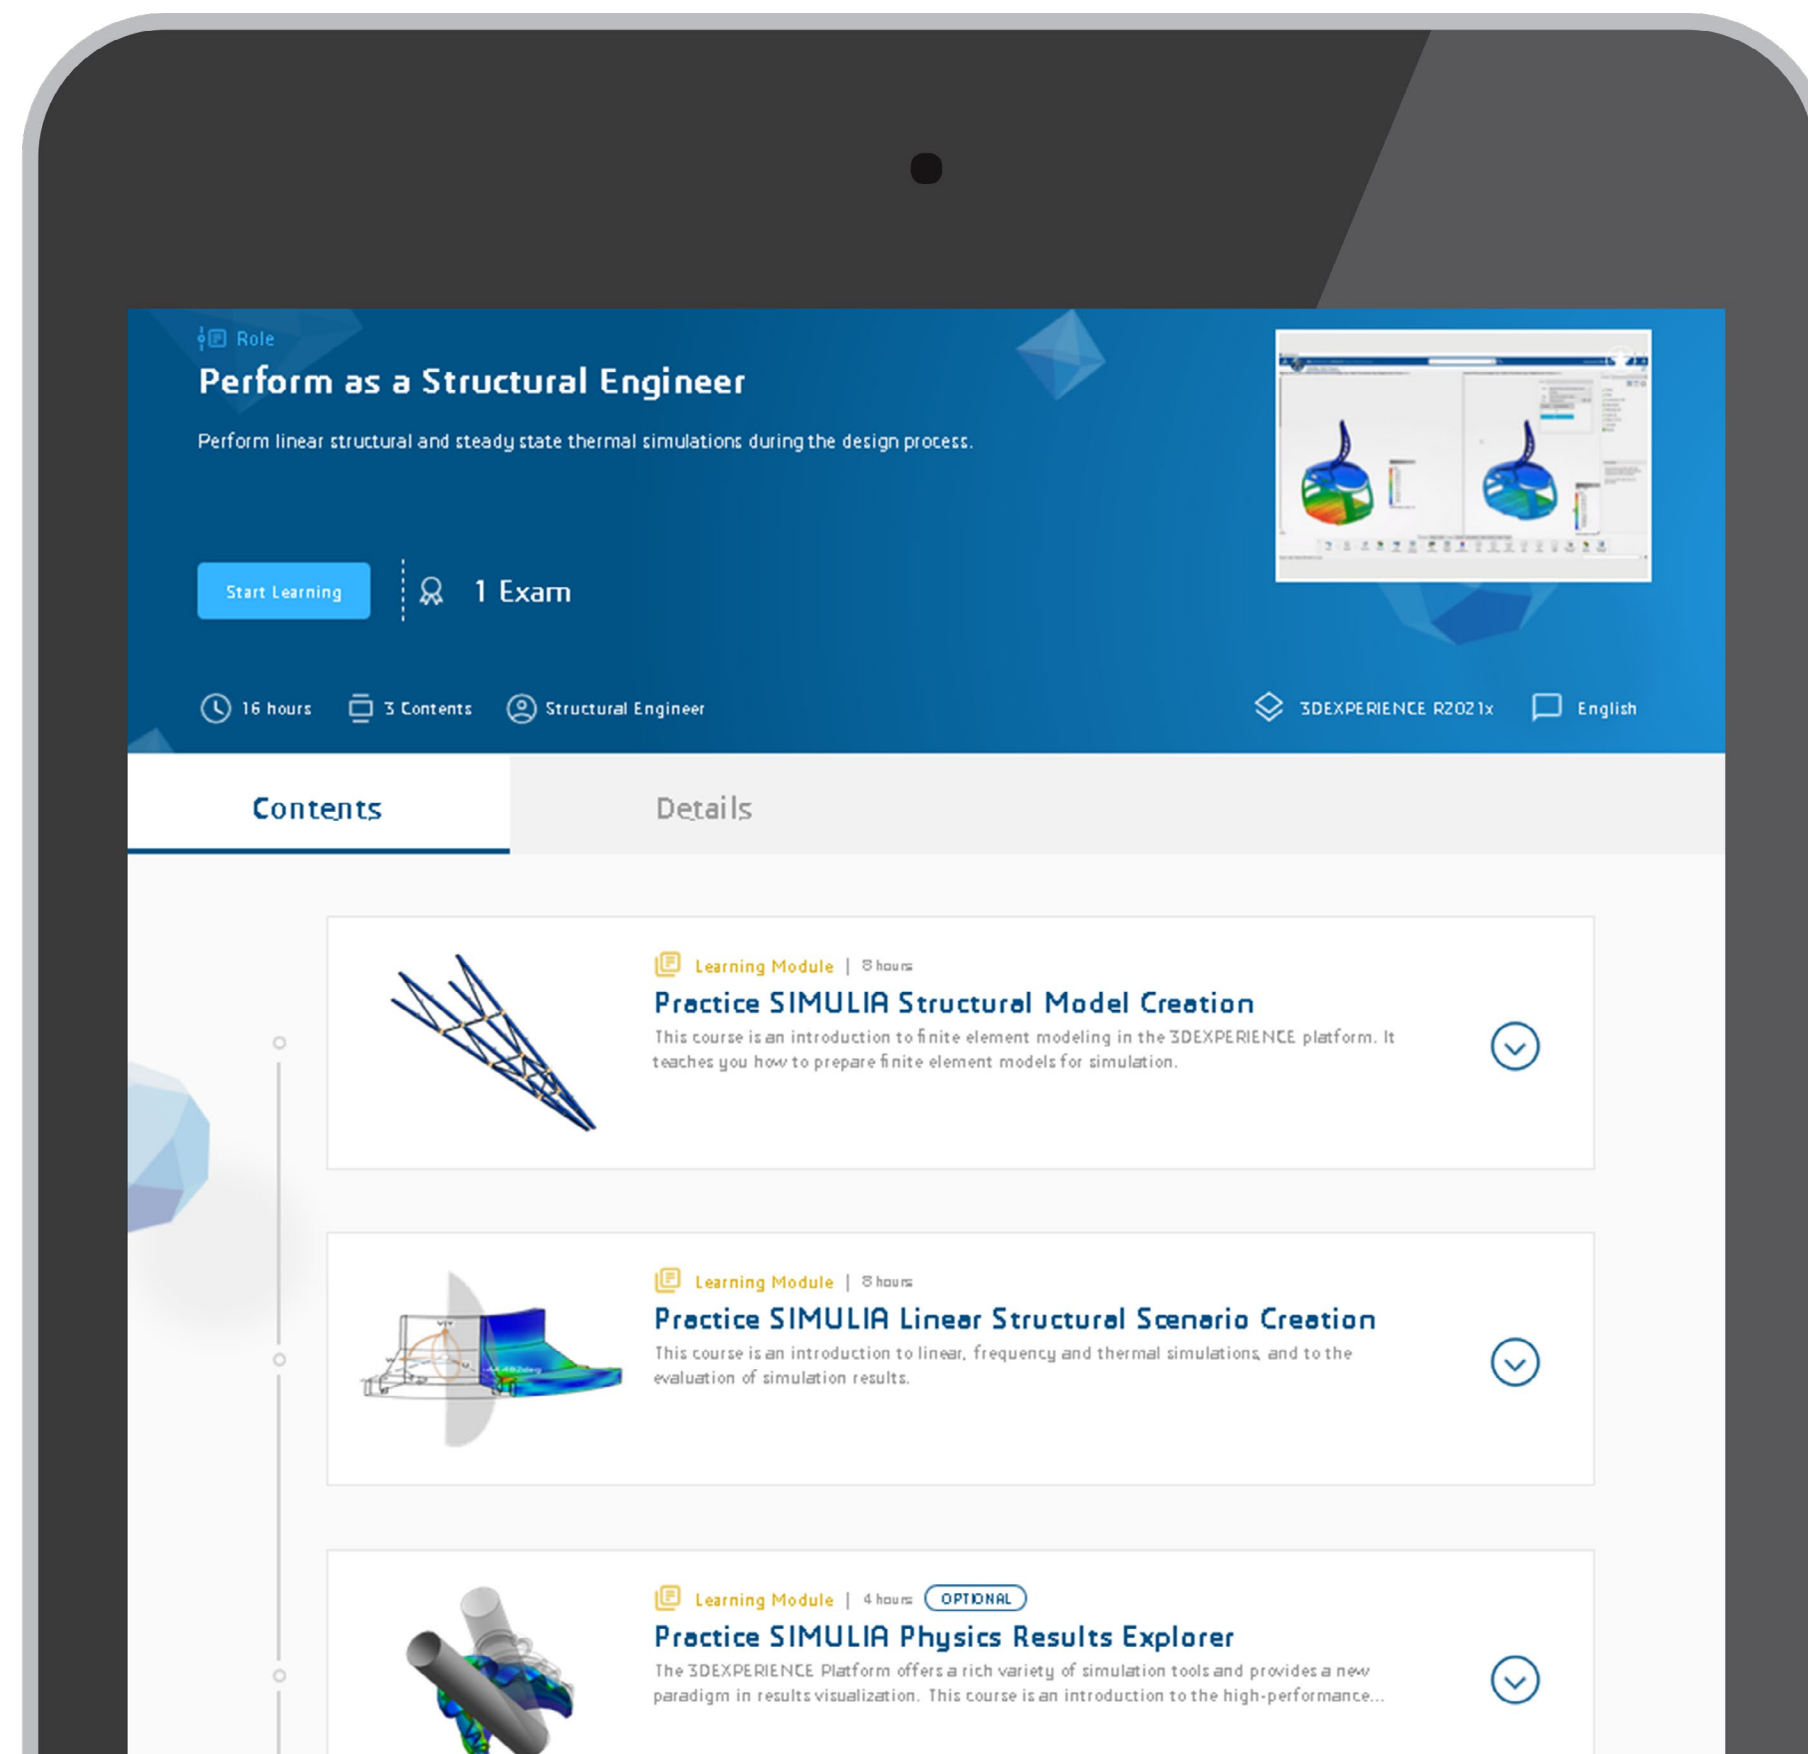 Role
Perform as a Structural Engineer
Perform linear structural and steady state thermal simulations during the design process.
Start Learning
1 Exam
16 hours
3 Contents
Structural Engineer
3DEXPERIENCE R2021x
English
Contents
Details
Learning Module | 8 hours
Practice SIMULIA Structural Model Creation
This course is an introduction to finite element modeling in the 3DEXPERIENCE platform. It
teaches you how to prepare finite element models for simulation.
Learning Module | 8 hours
Practice SIMULIA Linear Structural Scenario Creation
This course is an introduction to linear, frequency and thermal simulations, and to the
evaluation of simulation results.
Learning Module | 4 hours OPTIONAL
Practice SIMULIA Physics Results Explorer
The 3DEXPERIENCE Platform offers a rich variety of simulation tools and provides a new
paradigm in results visualization. This course is an introduction to the high-performance...